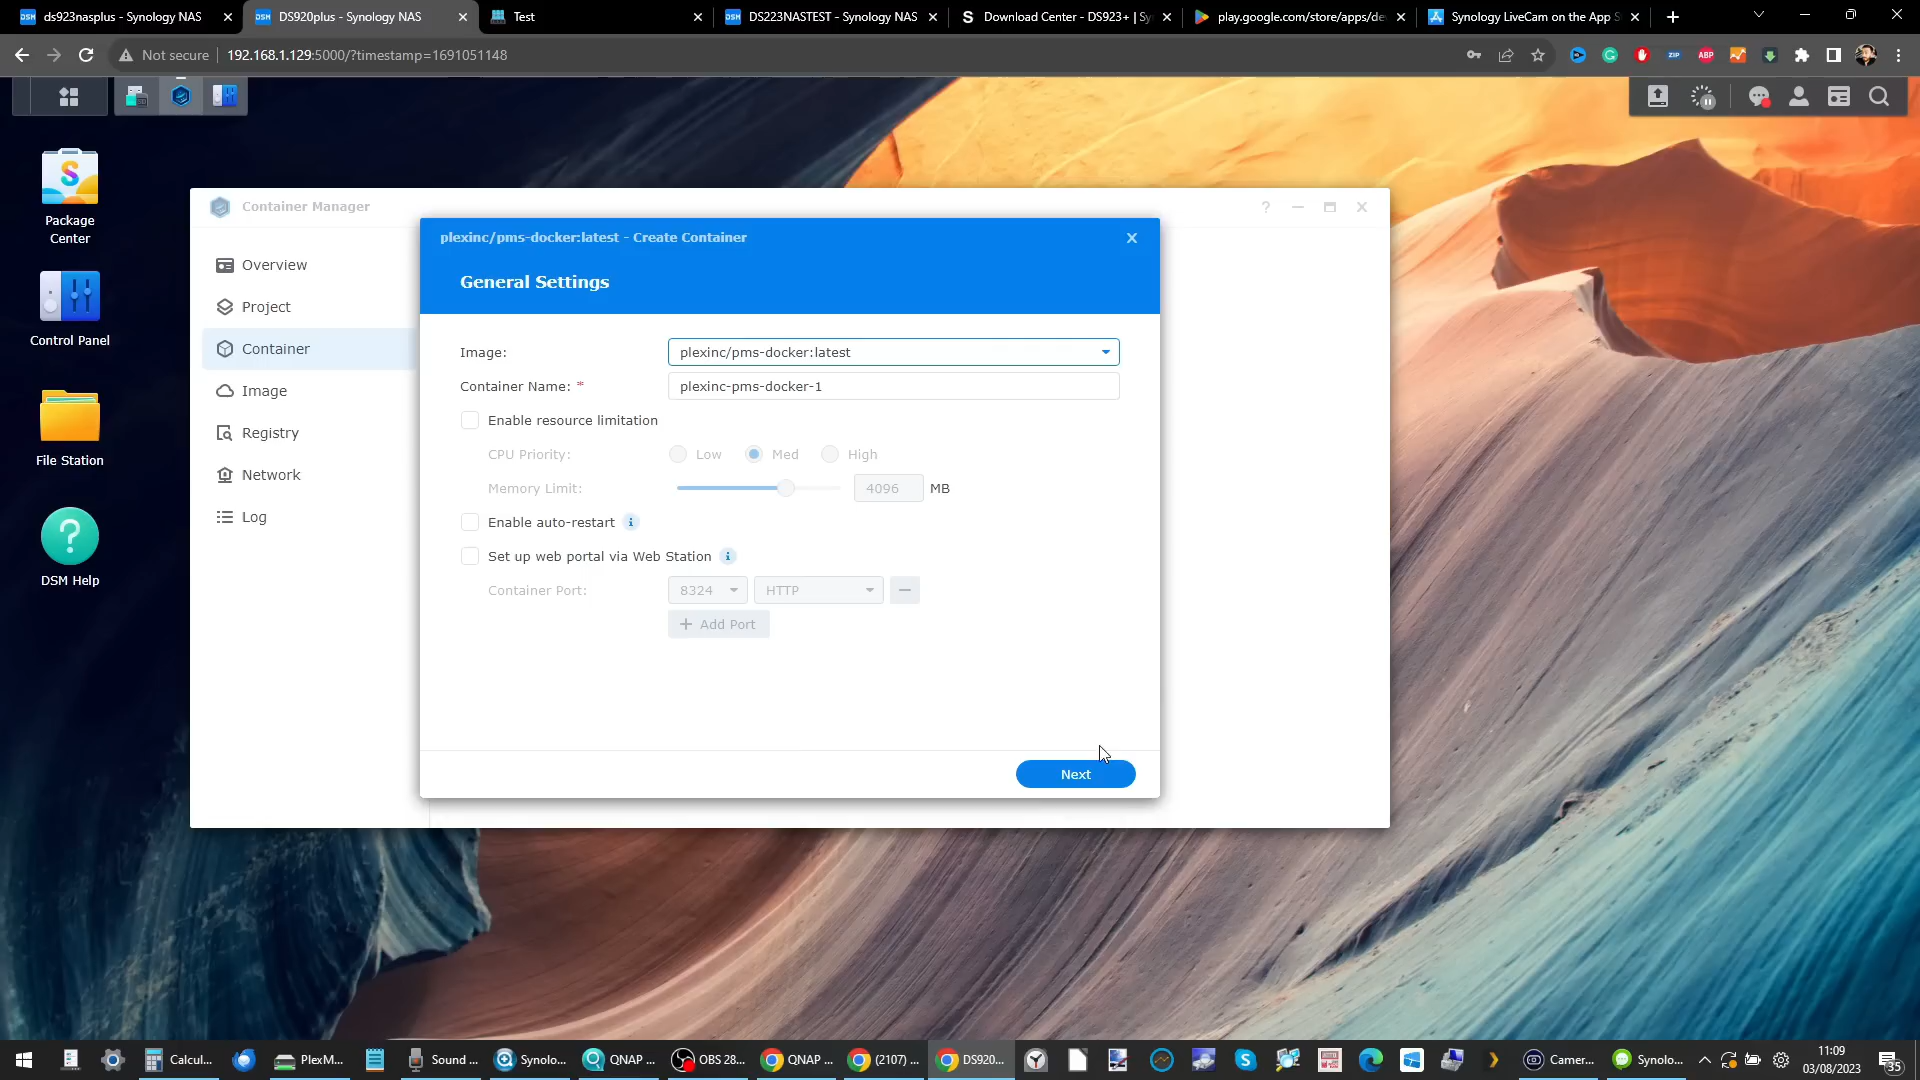 ds923nasplus - Synology NAS
DS920plus - Synology NAS
Test
DS223NASTEST - Synology NAS
Download Center - DS923+ | Sy
play.google.com/store/apps/de
Synology LiveCam on the App S
Not secure
192.168.1.129:5000/?timestamp=1691051148
Package
Center
Control Panel
File Station
DSM Help
Container Manager
Overview
Project
Container
Image
Registry
Network
Log
plexinc/pms-docker:latest - Create Container
General Settings
Image:
plexinc/pms-docker:latest
Container Name: *
plexinc-pms-docker-1
Enable resource limitation
CPU Priority:
Low
Med
High
Memory Limit:
4096
MB
Enable auto-restart
Set up web portal via Web Station
Container Port:
8324
HTTP
Add Port
Next
Calcul...
PlexM...
Sound ...
Synolo...
QNAP ...
OBS 28...
QNAP ...
(2107) ...
DS920...
Camer...
Synolo...
11:09
03/08/2023
35